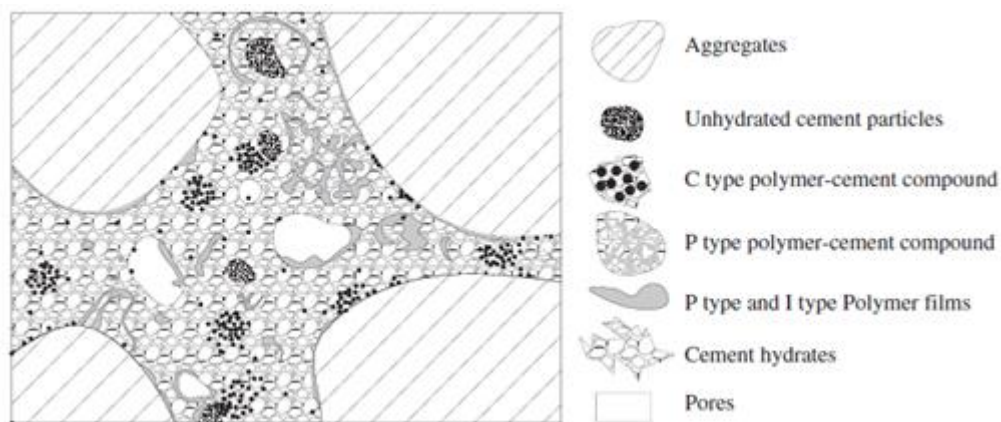 Aggregates
Unhydrated cement particles
C type polymer-cement compound
P type polymer-cement compound
P type and I type Polymer films
Cement hydrates
Pores